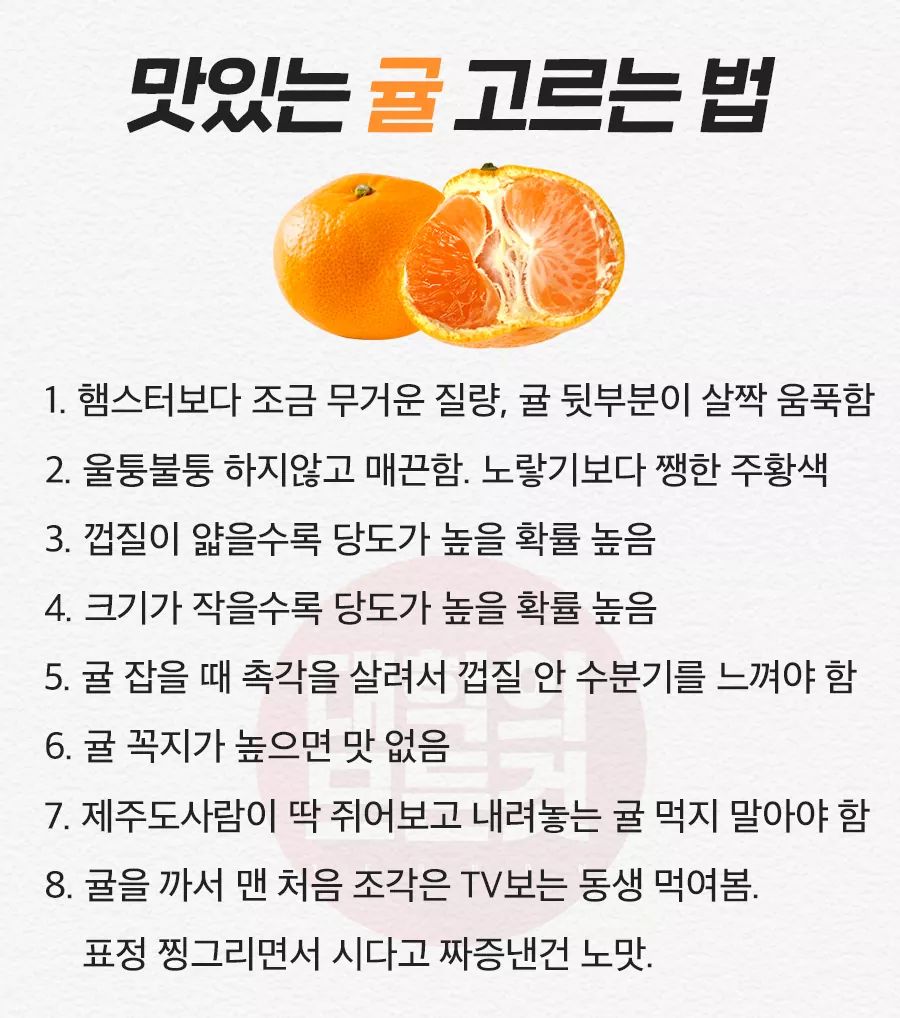 맛있는 귤 고르는 법
1. 햄스터보다 조금 무거운 질량, 귤 뒷부분이 살짝 움푹함
2. 울퉁불퉁 하지않고 매끈함. 노랗기보다 쨍한 주황색
3. 껍질이 얇을수록 당도가 높을 확률 높음
4. 크기가 작을수록 당도가 높을 확률 높음
5. 귤 잡을 때 촉각을 살려서 껍질 안 수분기를 느껴야 함
6. 귤 꼭지가 높으면 맛 없음
7. 제주도사람이 딱 쥐어보고 내려놓는 귤 먹지 말아야 함
8. 귤을 까서 맨 처음 조각은 TV보는 동생 먹여봄.
표정 찡그리면서 시다고 짜증낸건 노맛.